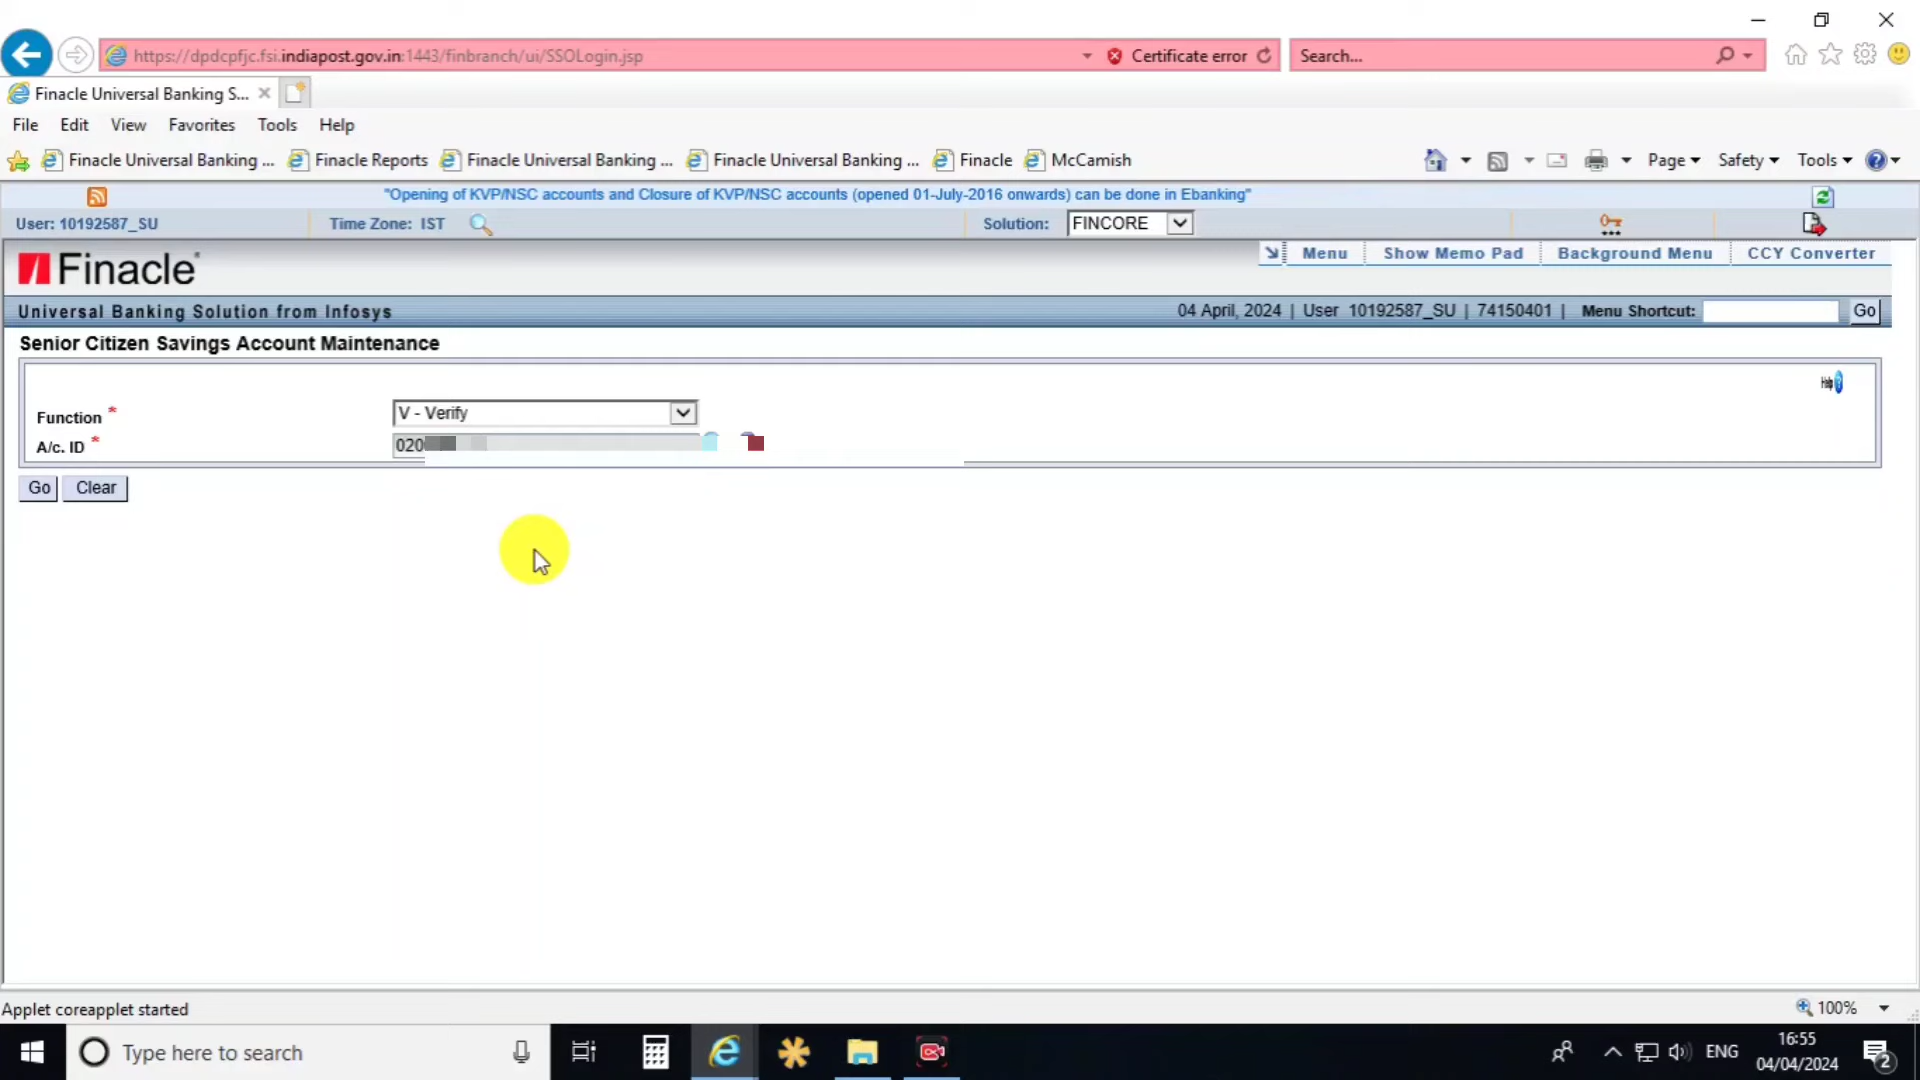 https://dpdcpfjc.fsi.indiapost.gov.in:1443/finbranch/ui/SSOLogin.jsp
Certificate error
Search...
Finacle Universal Banking S...
File Edit View Favorites Tools Help
Finacle Universal Banking ... Finacle Reports Finacle Universal Banking ... Finacle Universal Banking ... Finacle McCamish Page Safety Tools
"Opening of KVP/NSC accounts and Closure of KVP/NSC accounts (opened 01-July-2016 onwards) can be done in Ebanking"
User: 10192587_SU Time Zone: IST Solution: FINCORE
Finacle
Menu Show Memo Pad Background Menu CCY Converter
Universal Banking Solution from Infosys 04 April, 2024 | User 10192587_SU | 74150401 | Menu Shortcut: Go
Senior Citizen Savings Account Maintenance
Help
Function * V - Verify
A/c. ID * 020
Go Clear
Applet coreapplet started
100%
Type here to search
ENG
16:55
04/04/2024
2